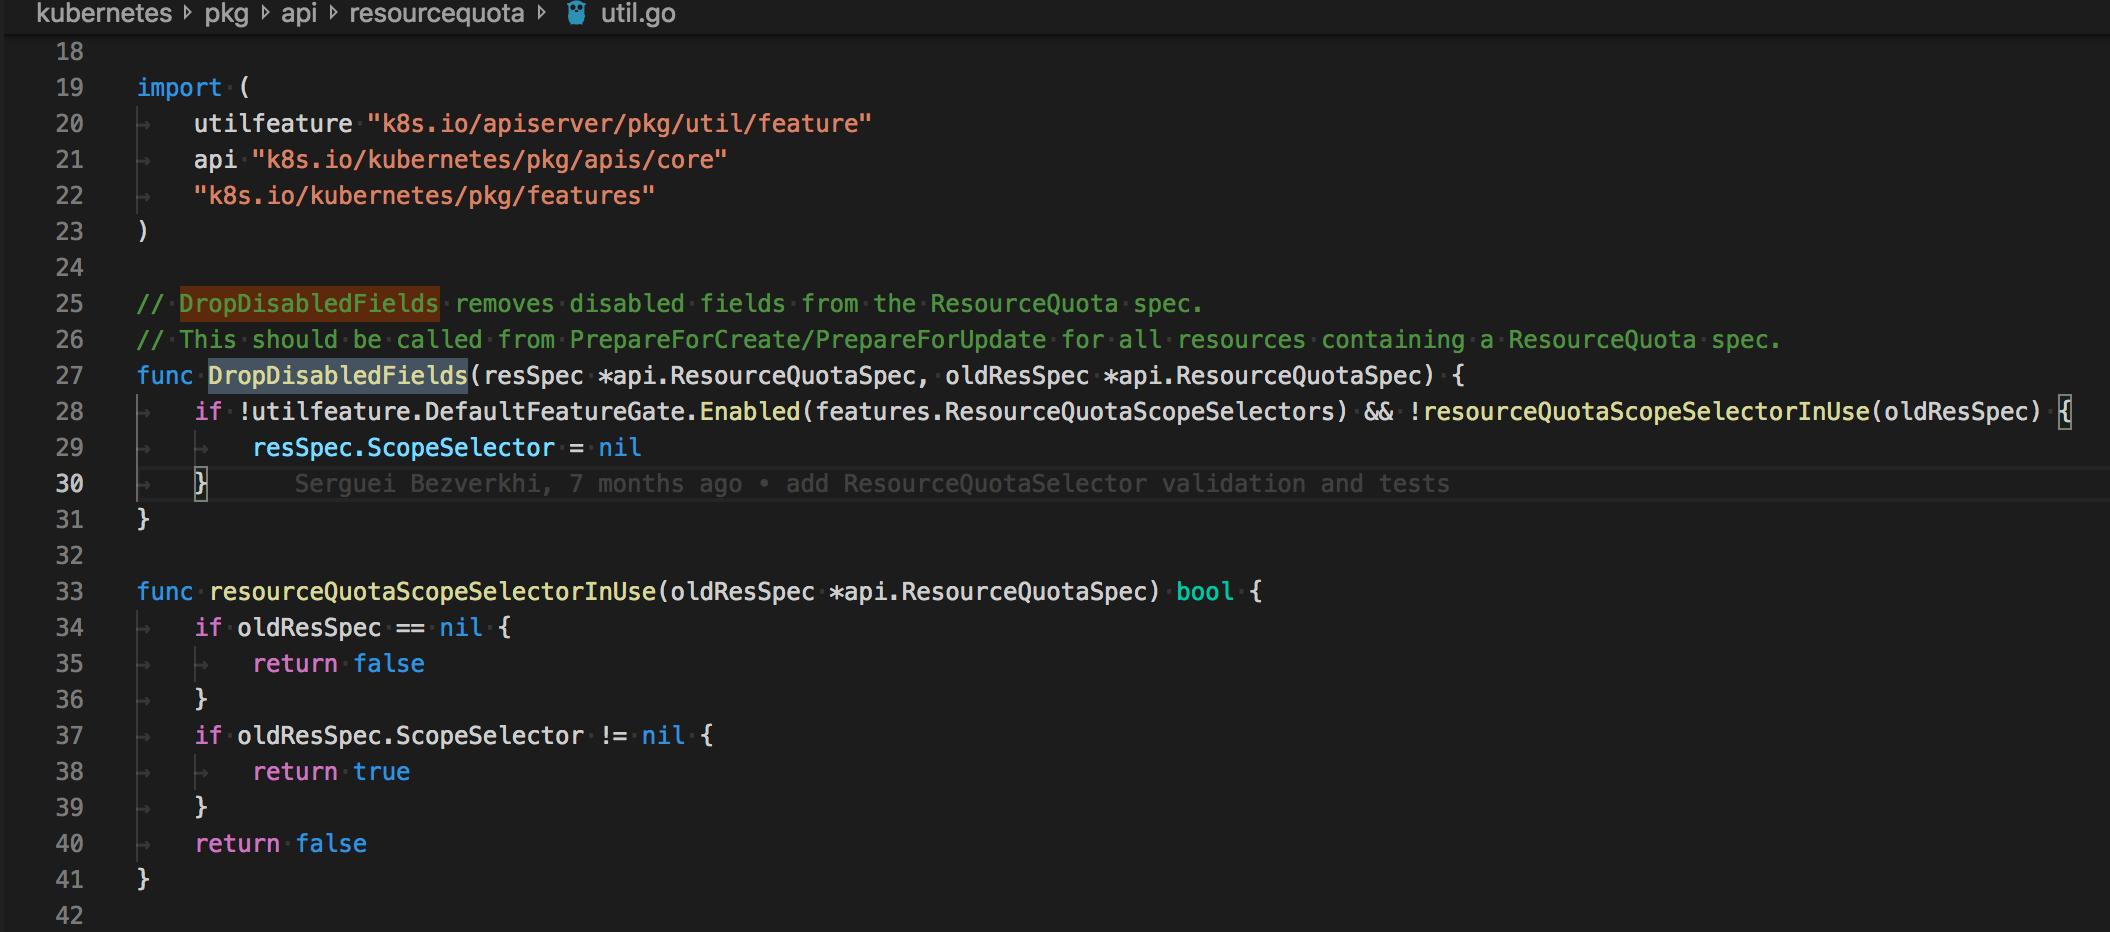 kubernetes pkg api resourcequota util.go
18
19 import (
20 utilfeature "k8s.io/apiserver/pkg/util/feature"
21 api "k8s.io/kubernetes/pkg/apis/core"
22 "k8s.io/kubernetes/pkg/features"
23 )
24
25 // DropDisabledFields removes disabled fields from the ResourceQuota spec.
26 // This should be called from PrepareForCreate/PrepareForUpdate for all resources containing a ResourceQuota spec.
27 func DropDisabledFields(resSpec *api.ResourceQuotaSpec, oldResSpec *api.ResourceQuotaSpec) {
28 if !utilfeature.DefaultFeatureGate.Enabled(features.ResourceQuotaScopeSelectors) && !resourceQuotaScopeSelectorInUse(oldResSpec) {
29 resSpec.ScopeSelector = nil
30 } Serguei Bezverkhi, 7 months ago • add ResourceQuotaSelector validation and tests
31 }
32
33 func resourceQuotaScopeSelectorInUse(oldResSpec *api.ResourceQuotaSpec) bool {
34 if oldResSpec == nil {
35 return false
36 }
37 if oldResSpec.ScopeSelector != nil {
38 return true
39 }
40 return false
41 }
42